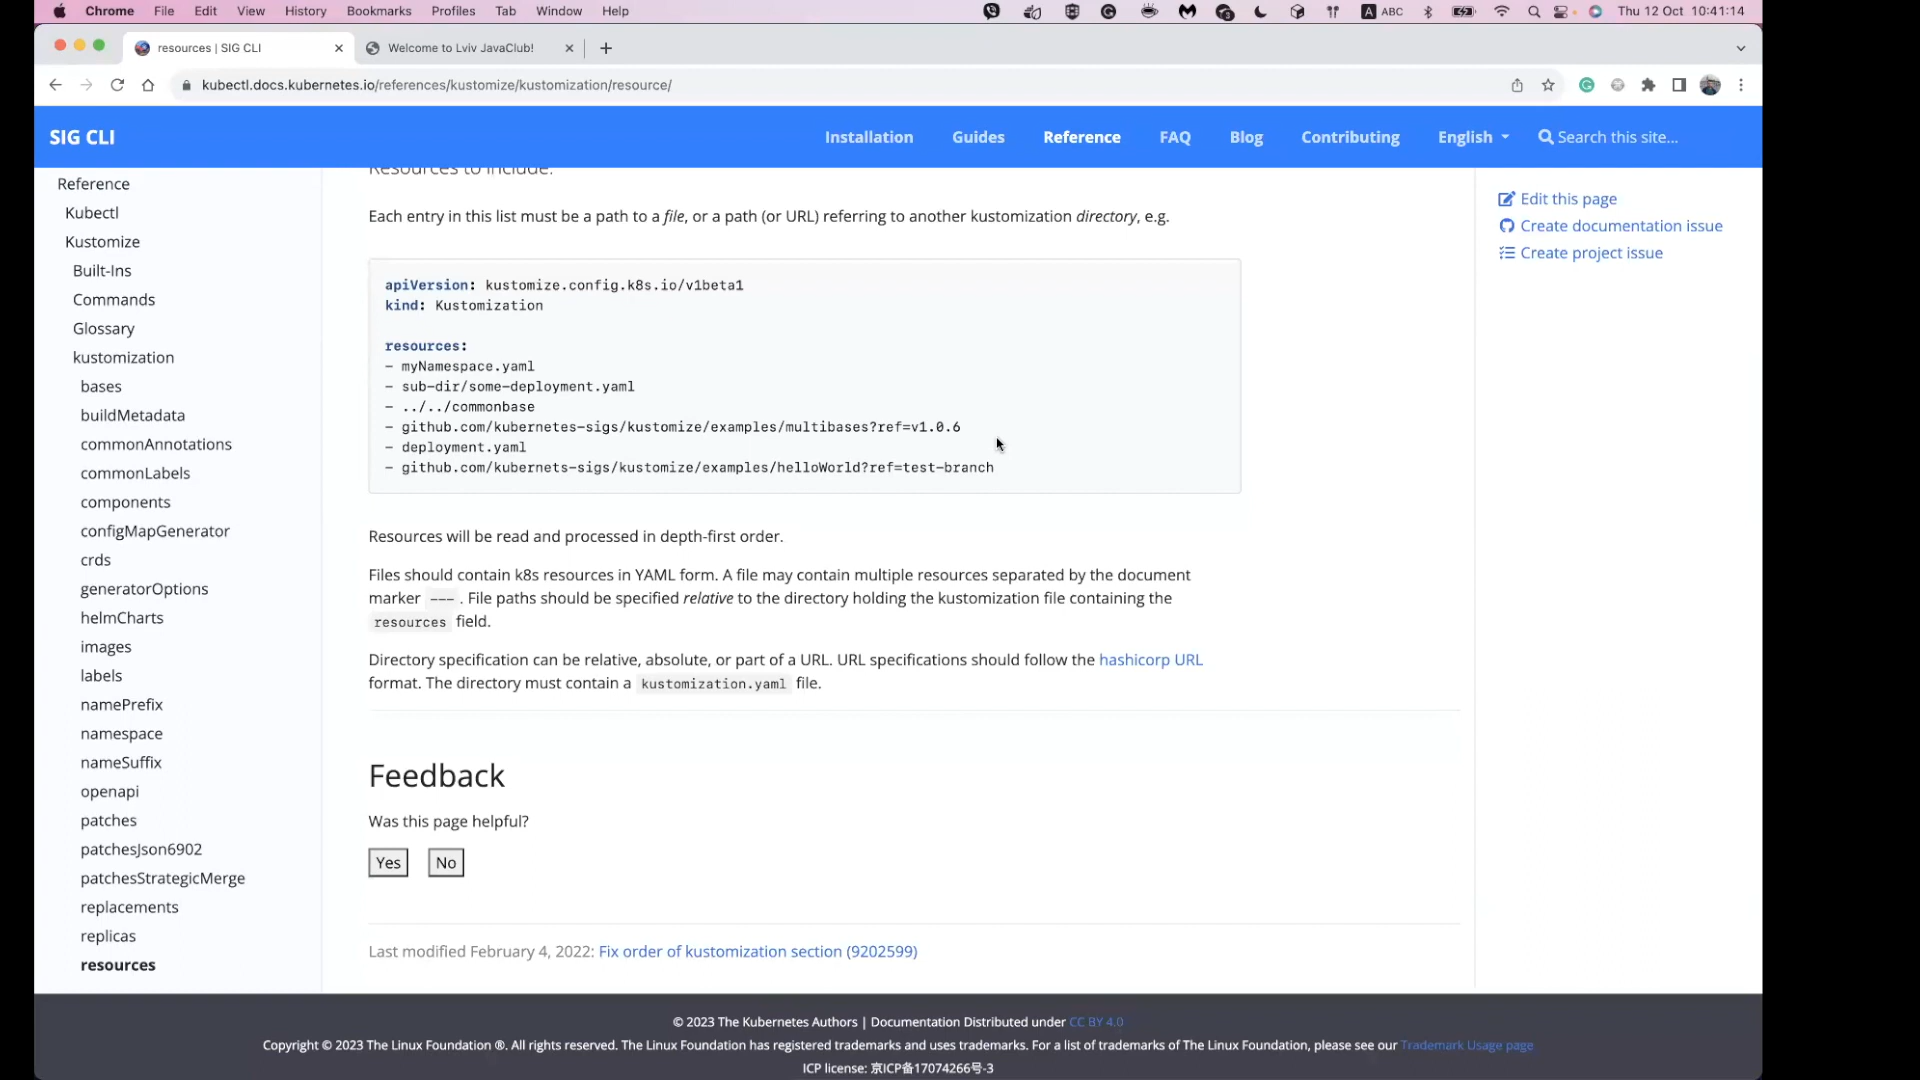 Chrome File Edit View History Bookmarks Profiles Tab Window Help A ABC Thu 12 Oct 10:41:14
resources | SIG CLI Welcome to Lviv JavaClub!
kubectl.docs.kubernetes.io/references/kustomize/kustomization/resource/
SIG CLI Installation Guides Reference FAQ Blog Contributing English Search this site...
Reference
Kubectl
Kustomize
Built-Ins
Commands
Glossary
kustomization
bases
buildMetadata
commonAnnotations
commonLabels
components
configMapGenerator
crds
generatorOptions
helmCharts
images
labels
namePrefix
namespace
nameSuffix
openapi
patches
patchesJson6902
patchesStrategicMerge
replacements
replicas
resources
Resources to include.
Each entry in this list must be a path to a file, or a path (or URL) referring to another kustomization directory, e.g.
apiVersion: kustomize.config.k8s.io/v1beta1
kind: Kustomization
resources:
- myNamespace.yaml
- sub-dir/some-deployment.yaml
- ../../commonbase
- github.com/kubernetes-sigs/kustomize/examples/multibases?ref=v1.0.6
- deployment.yaml
- github.com/kubernets-sigs/kustomize/examples/helloWorld?ref=test-branch
Resources will be read and processed in depth-first order.
Files should contain k8s resources in YAML form. A file may contain multiple resources separated by the document
marker ---. File paths should be specified relative to the directory holding the kustomization file containing the
resources field.
Directory specification can be relative, absolute, or part of a URL. URL specifications should follow the hashicorp URL
format. The directory must contain a kustomization.yaml file.
Feedback
Was this page helpful?
Yes No
Last modified February 4, 2022: Fix order of kustomization section (9202599)
Edit this page
Create documentation issue
Create project issue
© 2023 The Kubernetes Authors | Documentation Distributed under CC BY 4.0
Copyright © 2023 The Linux Foundation ®. All rights reserved. The Linux Foundation has registered trademarks and uses trademarks. For a list of trademarks of The Linux Foundation, please see our Trademark Usage page
ICP license: 京ICP备17074266号-3